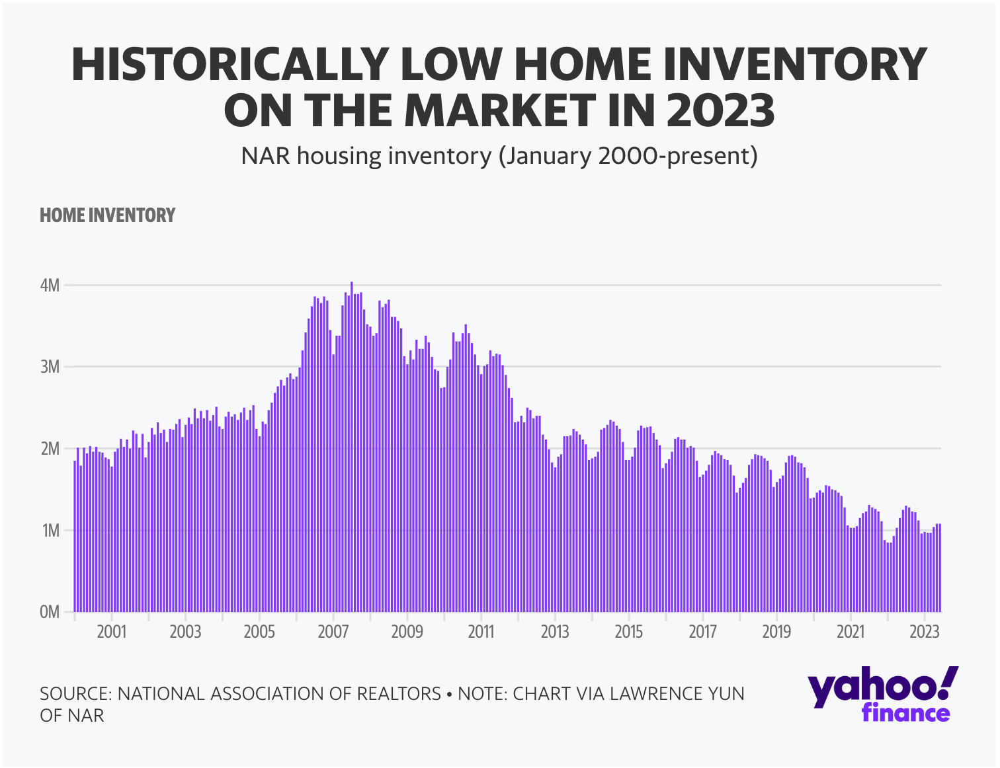 HISTORICALLY LOW HOME INVENTORY
ON THE MARKET IN 2023
NAR housing inventory (January 2000-present)
HOME INVENTORY
4M
3M
2M
1M
0M
2001 2003 2005 2007 2009 2011 2013 2015 2017 2019 2021 2023
SOURCE: NATIONAL ASSOCIATION OF REALTORS • NOTE: CHART VIA LAWRENCE YUN
OF NAR
yahoo!
finance